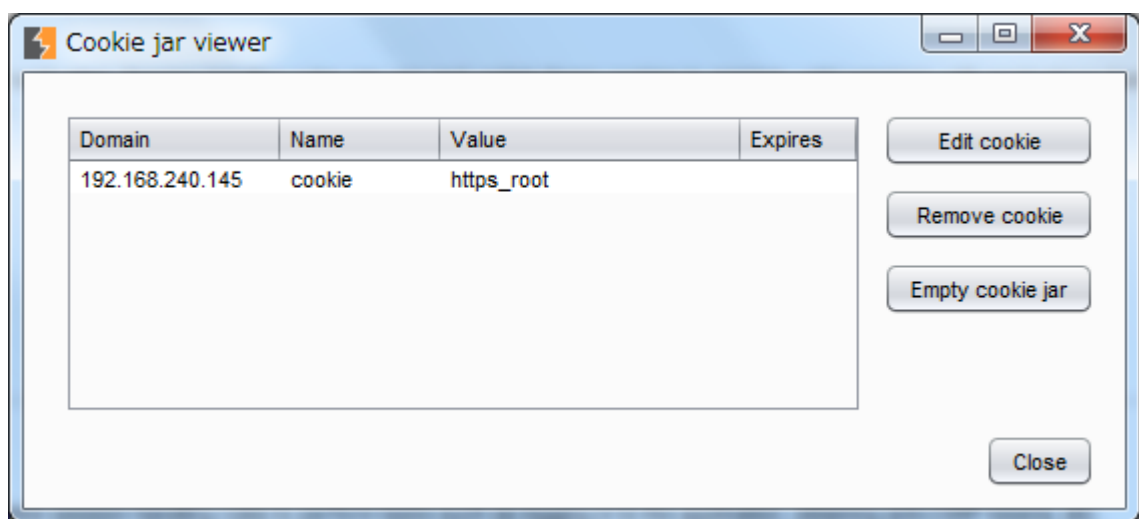 Cookie jar viewer
Domain Name Value Expires
192.168.240.145 cookie https_root
Edit cookie
Remove cookie
Empty cookie jar
Close